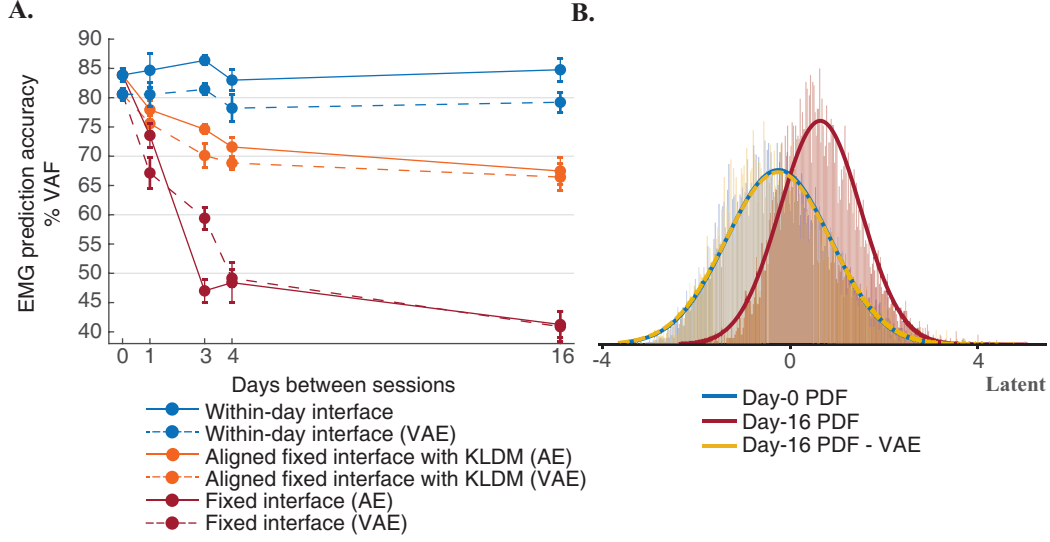 A.
EMG prediction accuracy
% VAF
90
85
80
75
70
65
60
55
50
45
40
0 1 3 4 16
Days between sessions
Within-day interface
Within-day interface (VAE)
Aligned fixed interface with KLDM (AE)
Aligned fixed interface with KLDM (VAE)
Fixed interface (AE)
Fixed interface (VAE)
B.
-4 0 4
Latent
Day-0 PDF
Day-16 PDF
Day-16 PDF - VAE